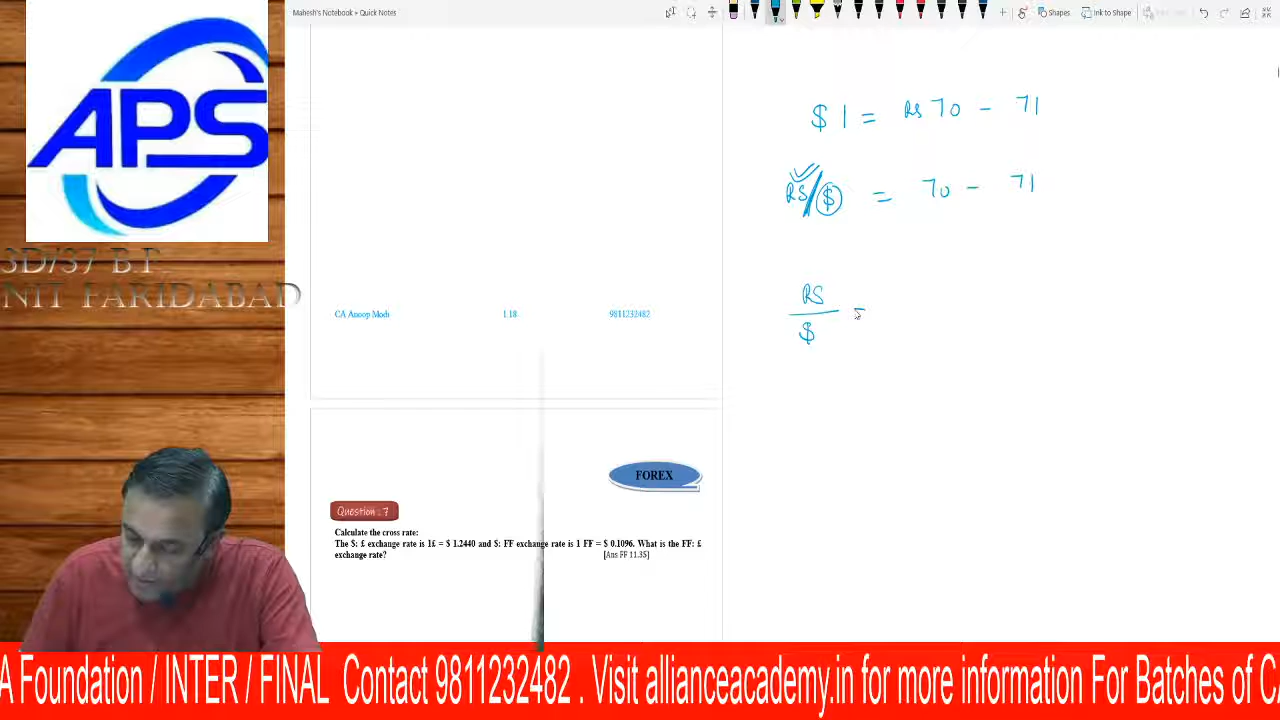 Mahesh's Notebook » Quick Notes
Shapes
Ink to Shape
APS
3D/37 B.P.
NIT FARIDABAD
$ 1 = RS 70 - 71
RS/$ = 70 - 71
RS
$
=
CA Anoop Modi 1.18 9811232482
FOREX
Question : 7
Calculate the cross rate:
The $: £ exchange rate is 1£ = $ 1.2440 and $: FF exchange rate is 1 FF = $ 0.1096. What is the FF: £
exchange rate? [Ans FF 11.35]
A Foundation / INTER / FINAL Contact 9811232482 . Visit allianceacademy.in for more information For Batches of CA